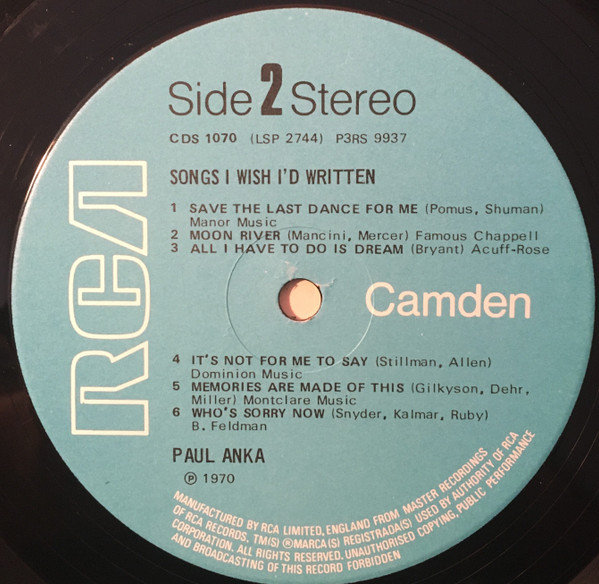 Side 2 Stereo
CDS 1070 (LSP 2744) P3RS 9937
SONGS I WISH I'D WRITTEN
1 SAVE THE LAST DANCE FOR ME (Pomus, Shuman)
Manor Music
2 MOON RIVER (Mancini, Mercer) Famous Chappell
3 ALL I HAVE TO DO IS DREAM (Bryant) Acuff-Rose
RCA
Camden
4 IT'S NOT FOR ME TO SAY (Stillman, Allen)
Dominion Music
5 MEMORIES ARE MADE OF THIS (Gilkyson, Dehr,
Miller) Montclare Music
6 WHO'S SORRY NOW (Snyder, Kalmar, Ruby)
B. Feldman
PAUL ANKA
℗ 1970
MANUFACTURED BY RCA LIMITED, ENGLAND FROM MASTER RECORDINGS
OF RCA RECORDS, TM(S) ® MARCA(S) REGISTRADA(S) USED BY AUTHORITY OF RCA
CORPORATION. ALL RIGHTS RESERVED. UNAUTHORISED COPYING, PUBLIC PERFORMANCE
AND BROADCASTING OF THIS RECORD FORBIDDEN